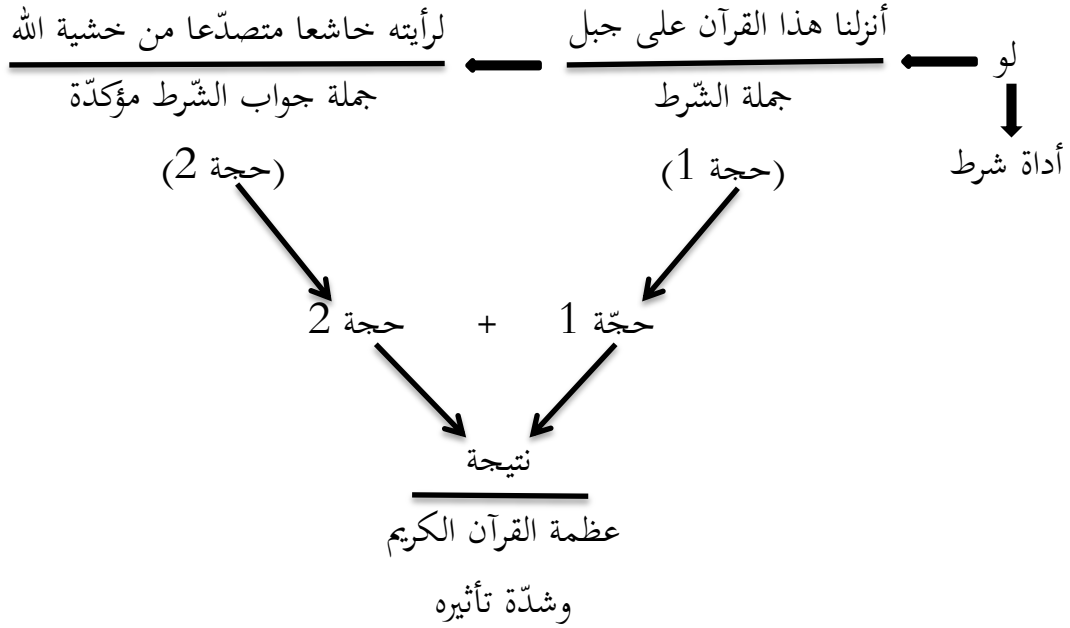 لو
أنزلنا هذا القرآن على جبل
لرأيته خاشعا متصدّعا من خشية الله
أداة شرط
جملة الشّرط
جملة جواب الشّرط مؤكدّة
(حجة 1)
(حجة 2)
حجّة 1 + حجة 2
نتيجة
عظمة القرآن الكريم
وشدّة تأثيره